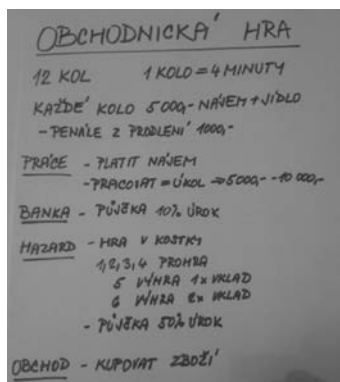 OBCHODNICKÁ HRA
12 KOL 1 KOLO = 4 MINUTY
KAŽDÉ KOLO 5000,- NÁJEM + JÍDLO
- PENÁLE Z PRODLENÍ 1000,-
PRÁCE - PLATIT NÁJEM
- PRACOVAT = ÚKOL → 5000,- - 10 000,-
BANKA - PŮJČKA 10% ÚROK
HAZARD - HRA V KOSTKY
1,2,3,4 PROHRA
5 VÝHRA 1x VKLAD
6 VÝHRA 2x VKLAD
- PŮJČKA 50% ÚROK
OBCHOD - KUPOVAT ZBOŽÍ